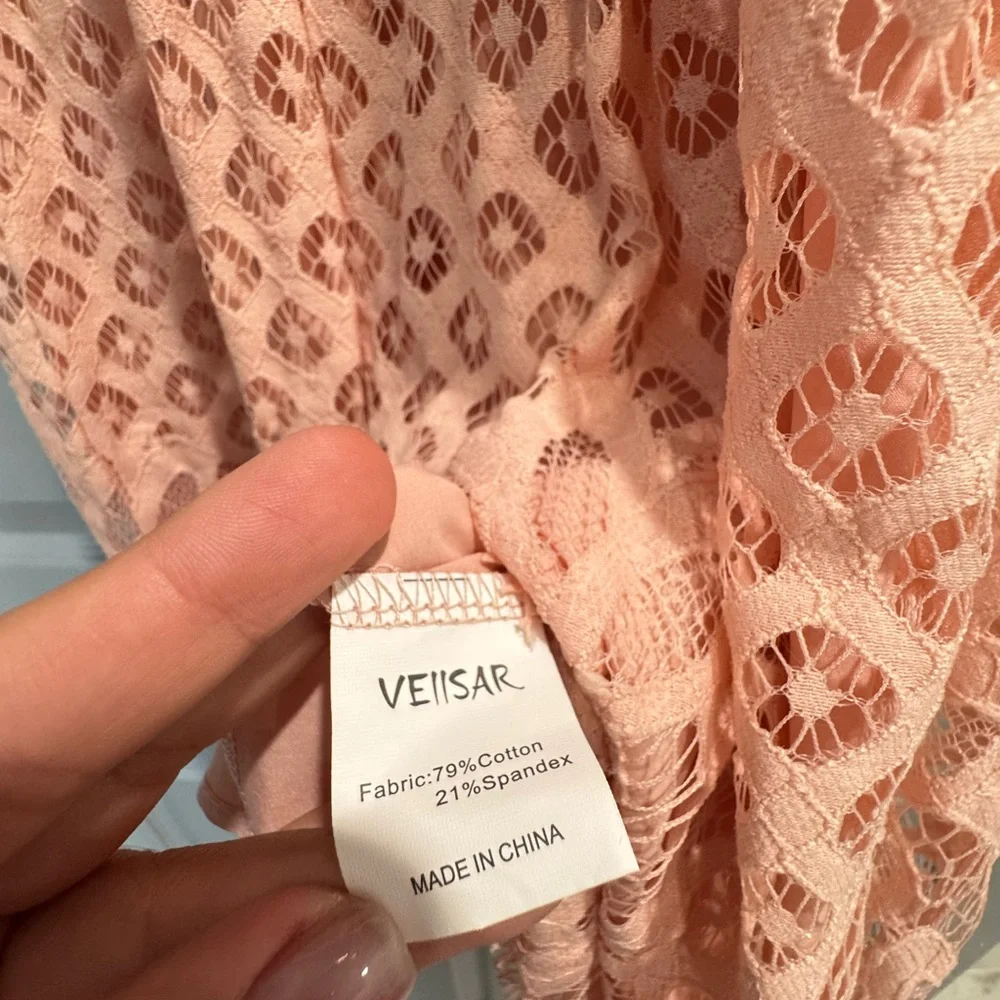 VEIISAR
Fabric:79%Cotton
21%Spandex
MADE IN CHINA